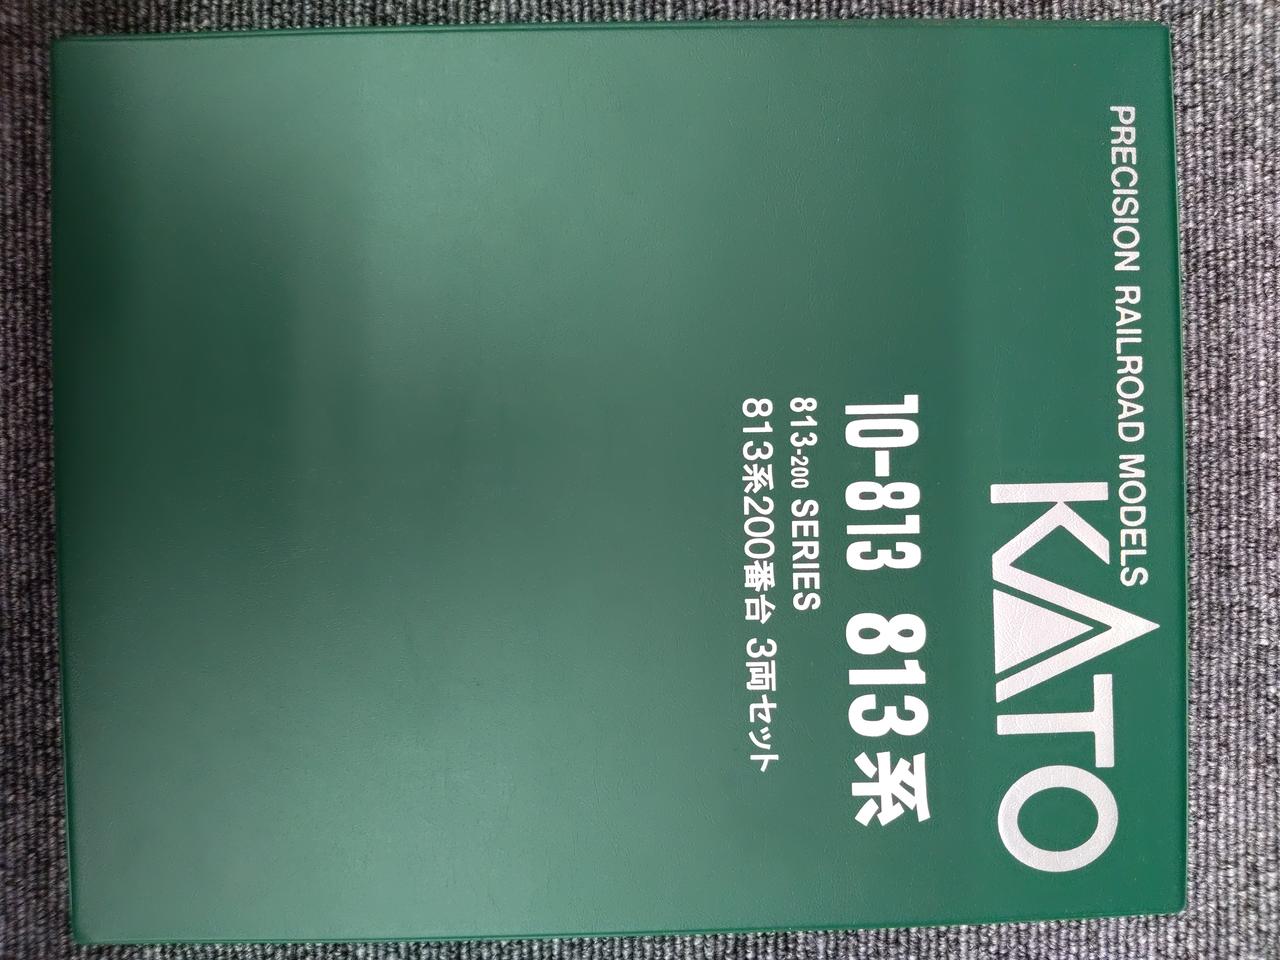 PRECISION RAILROAD MODELS
KATO
10-813 813系
813-200 SERIES
813系200番台 3両セット